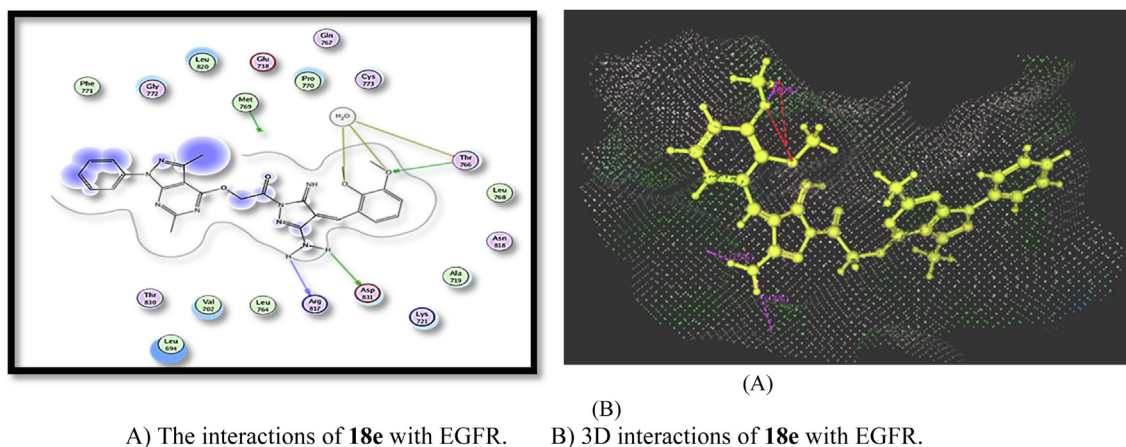 Gln
767
Leu
820
Glu
738
Pro
770
Cys
773
Phe
771
Gly
772
Met
769
H₂O
Thr
766
N
N
N
N
N
O
O
N
NH
N
N
H
H
O
O
Leu
768
Asn
818
Ala
719
Thr
830
Val
702
Leu
764
Arg
817
Asp
831
Lys
721
Leu
694
(A)
(B)
A) The interactions of 18e with EGFR. B) 3D interactions of 18e with EGFR.